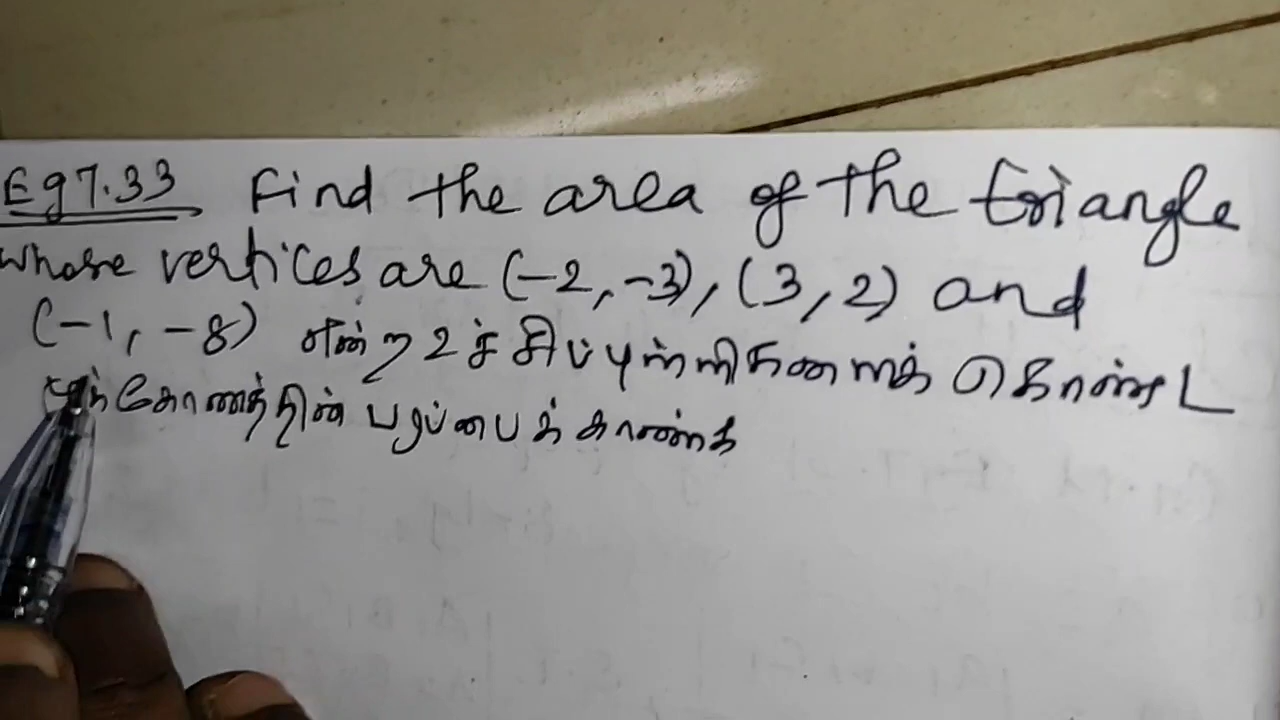 Eg 7.33 Find the area of the triangle
whose vertices are (-2, -3), (3, 2) and
(-1, -8) என்ற உச்சிப்புள்ளிகளைக் கொண்ட
முக்கோணத்தின் பரப்பைக் காண்க